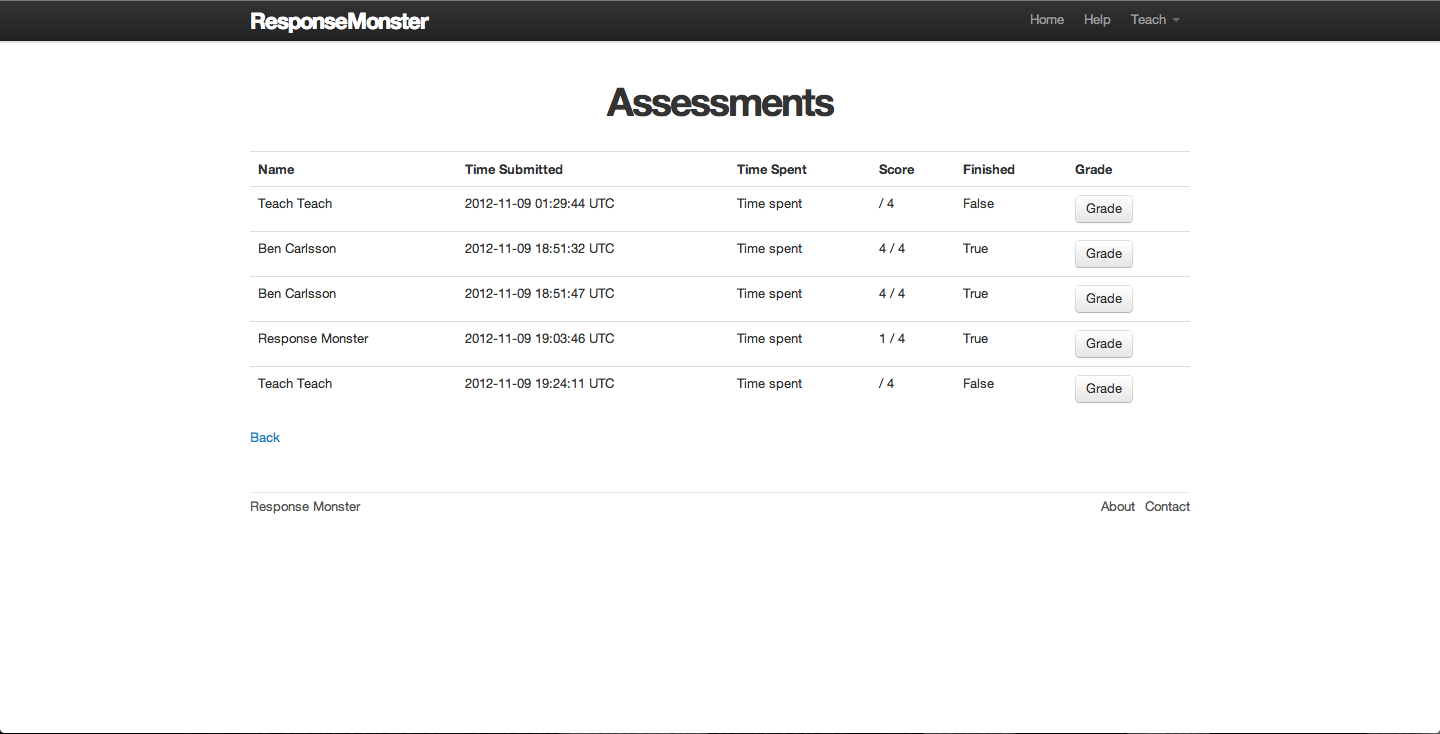 ResponseMonster Home Help Teach
Assessments
Name Time Submitted Time Spent Score Finished Grade
Teach Teach 2012-11-09 01:29:44 UTC Time spent / 4 False Grade
Ben Carlsson 2012-11-09 18:51:32 UTC Time spent 4 / 4 True Grade
Ben Carlsson 2012-11-09 18:51:47 UTC Time spent 4 / 4 True Grade
Response Monster 2012-11-09 19:03:46 UTC Time spent 1 / 4 True Grade
Teach Teach 2012-11-09 19:24:11 UTC Time spent / 4 False Grade
Back
Response Monster About Contact